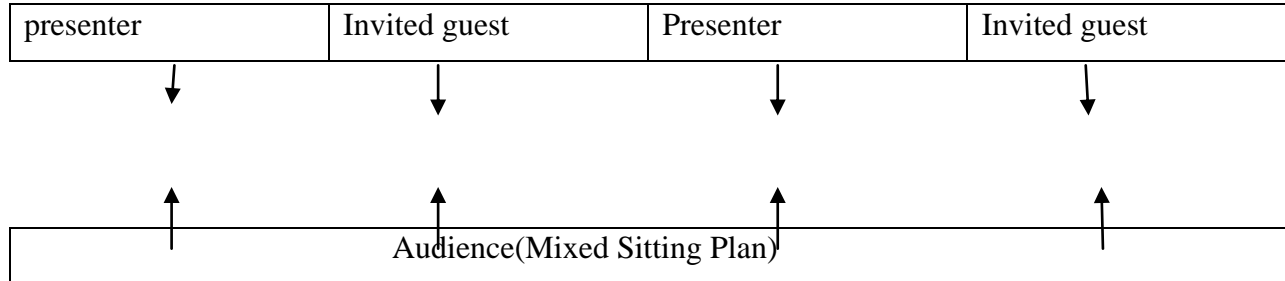 presenter Invited guest Presenter Invited guest
Audience(Mixed Sitting Plan)